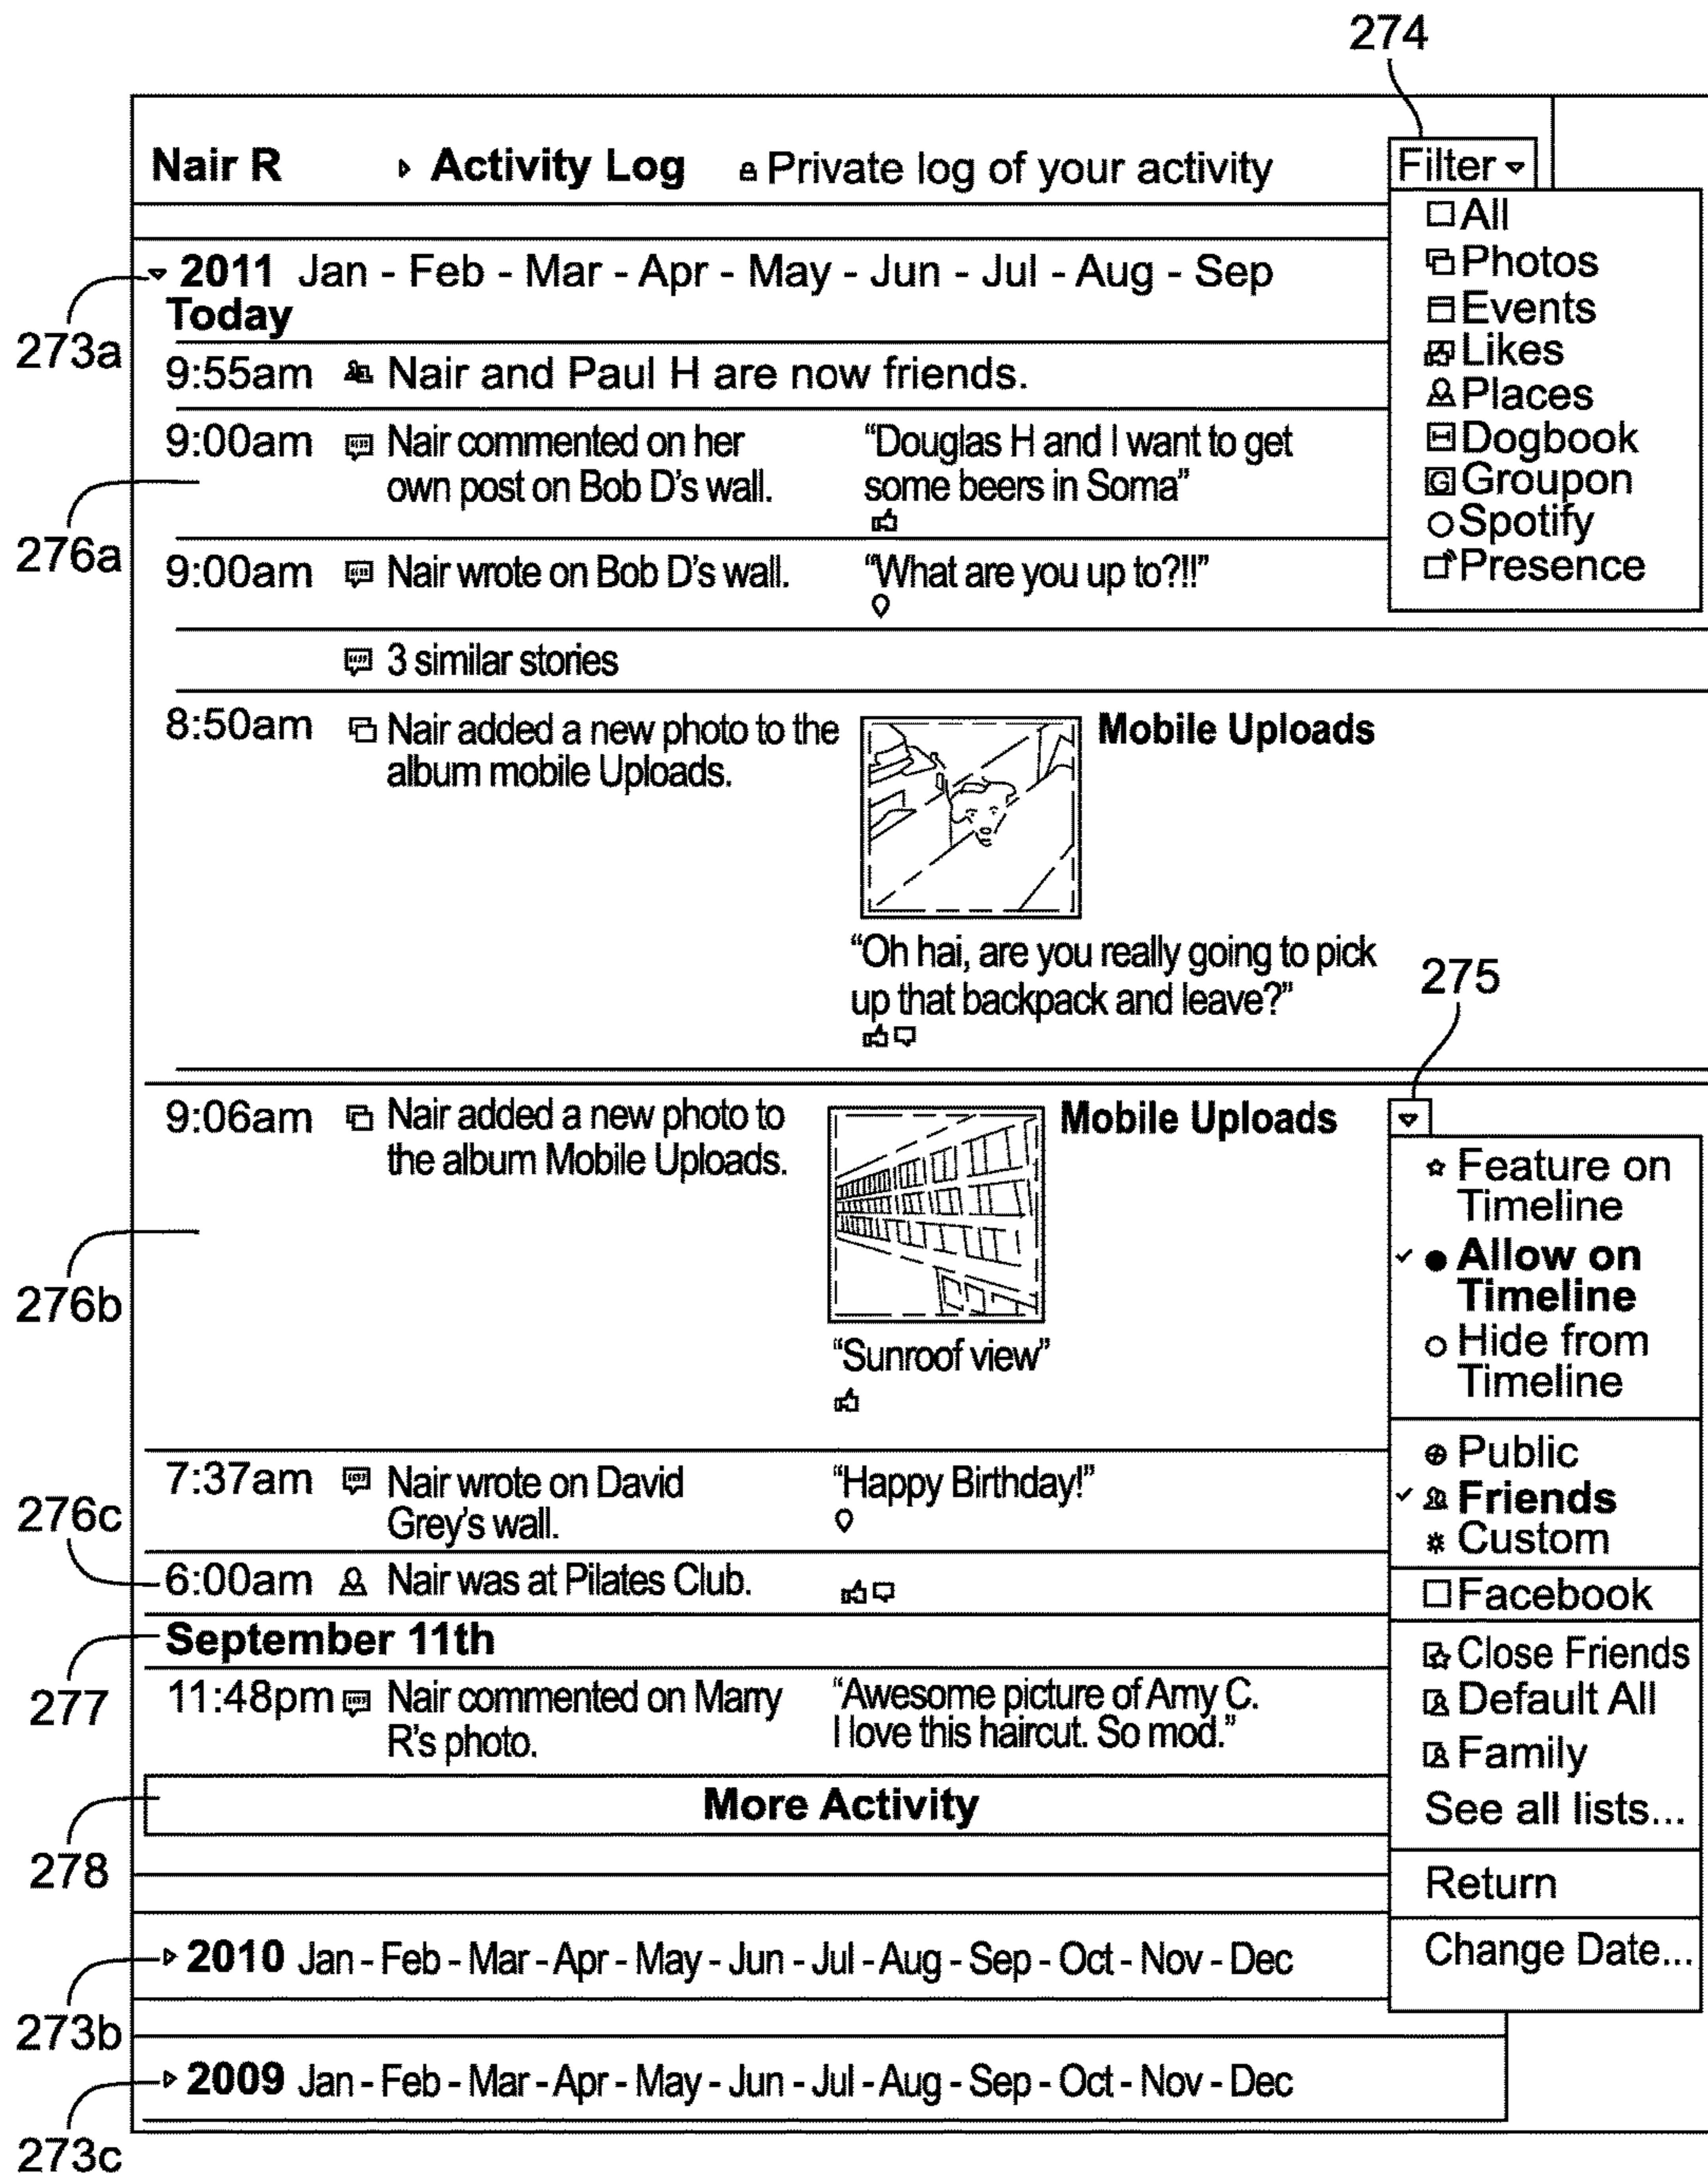 274
Nair R Activity Log Private log of your activity Filter
All
Photos
Events
Likes
Places
Dogbook
Groupon
Spotify
Presence
273a
2011 Jan - Feb - Mar - Apr - May - Jun - Jul - Aug - Sep
Today
9:55am Nair and Paul H are now friends.
276a
9:00am Nair commented on her
own post on Bob D's wall.
“Douglas H and I want to get
some beers in Soma”
9:00am Nair wrote on Bob D's wall. “What are you up to?!!”
3 similar stories
8:50am Nair added a new photo to the
album mobile Uploads.
Mobile Uploads
“Oh hai, are you really going to pick
up that backpack and leave?”
275
276b
9:06am Nair added a new photo to
the album Mobile Uploads.
Mobile Uploads
“Sunroof view”
Feature on
Timeline
Allow on
Timeline
Hide from
Timeline
Public
Friends
Custom
Facebook
Close Friends
Default All
Family
See all lists...
Return
Change Date...
7:37am Nair wrote on David
Grey's wall.
“Happy Birthday!”
276c
6:00am Nair was at Pilates Club.
277
September 11th
11:48pm Nair commented on Marry
R's photo.
“Awesome picture of Amy C.
I love this haircut. So mod.”
278
More Activity
273b
2010 Jan - Feb - Mar - Apr - May - Jun - Jul - Aug - Sep - Oct - Nov - Dec
273c
2009 Jan - Feb - Mar - Apr - May - Jun - Jul - Aug - Sep - Oct - Nov - Dec